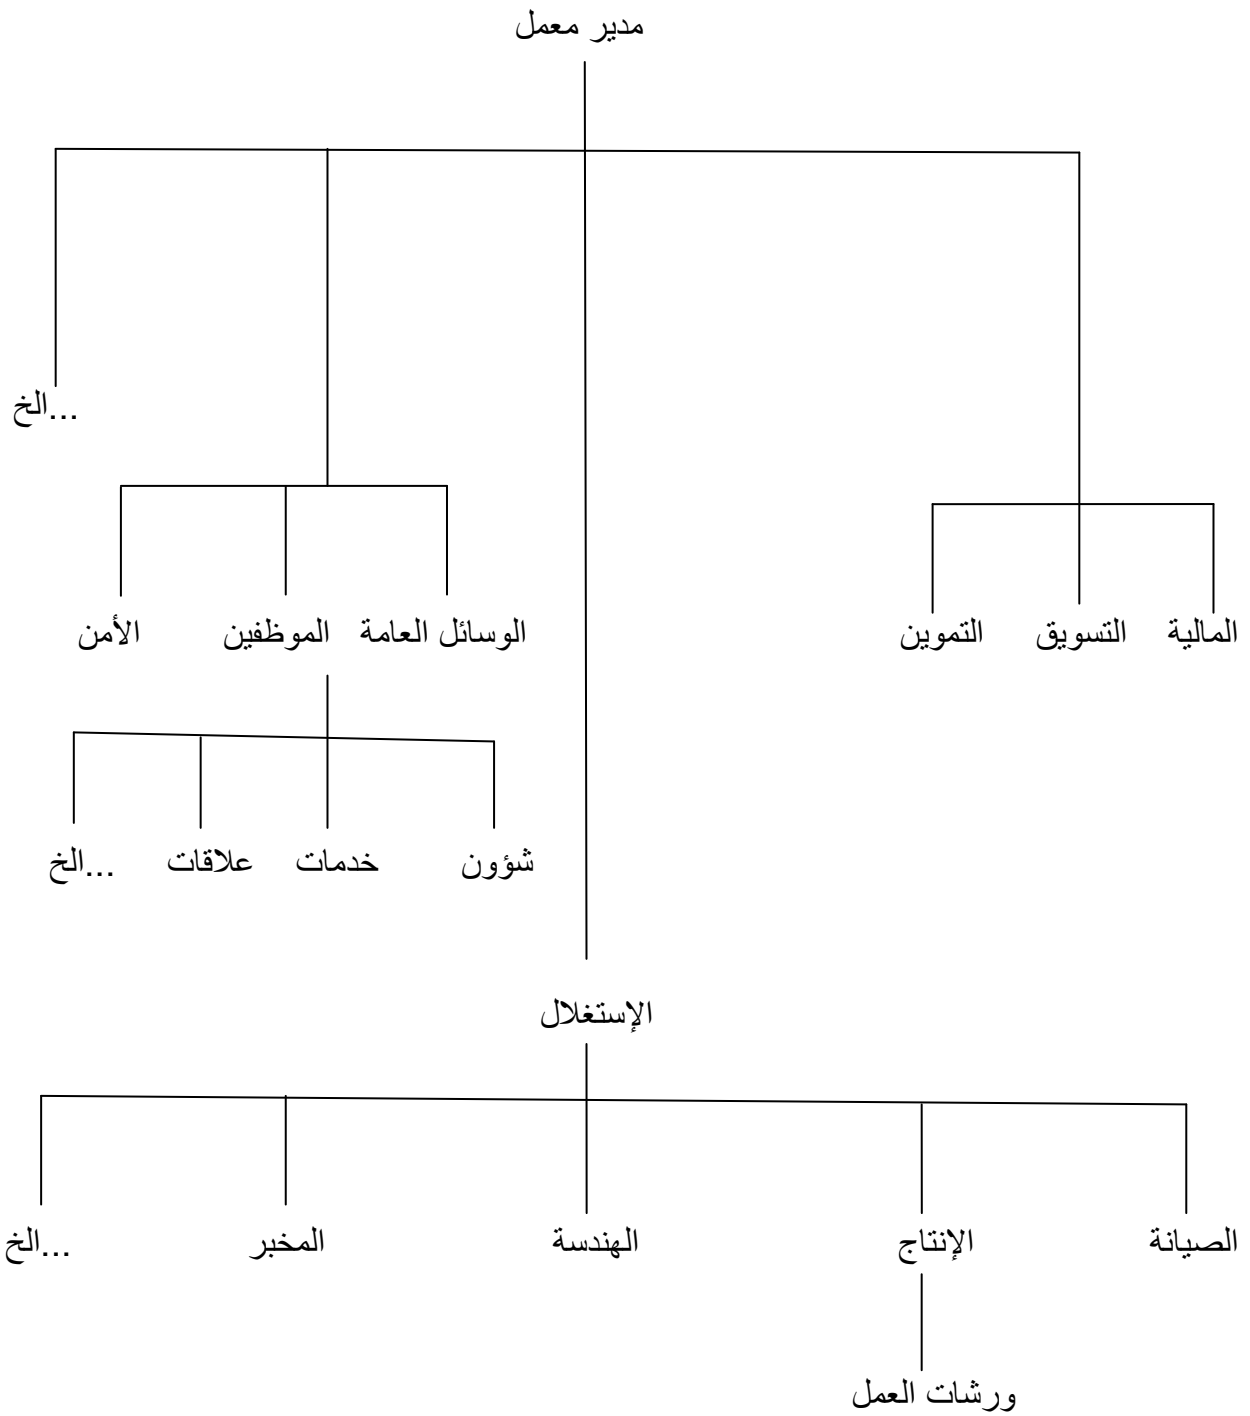 مدير معمل
...الخ
المالية
التسويق
التموين
الوسائل العامة
الموظفين
الأمن
شؤون
خدمات
علاقات
...الخ
الإستغلال
الصيانة
الإنتاج
الهندسة
المخبر
...الخ
ورشات العمل